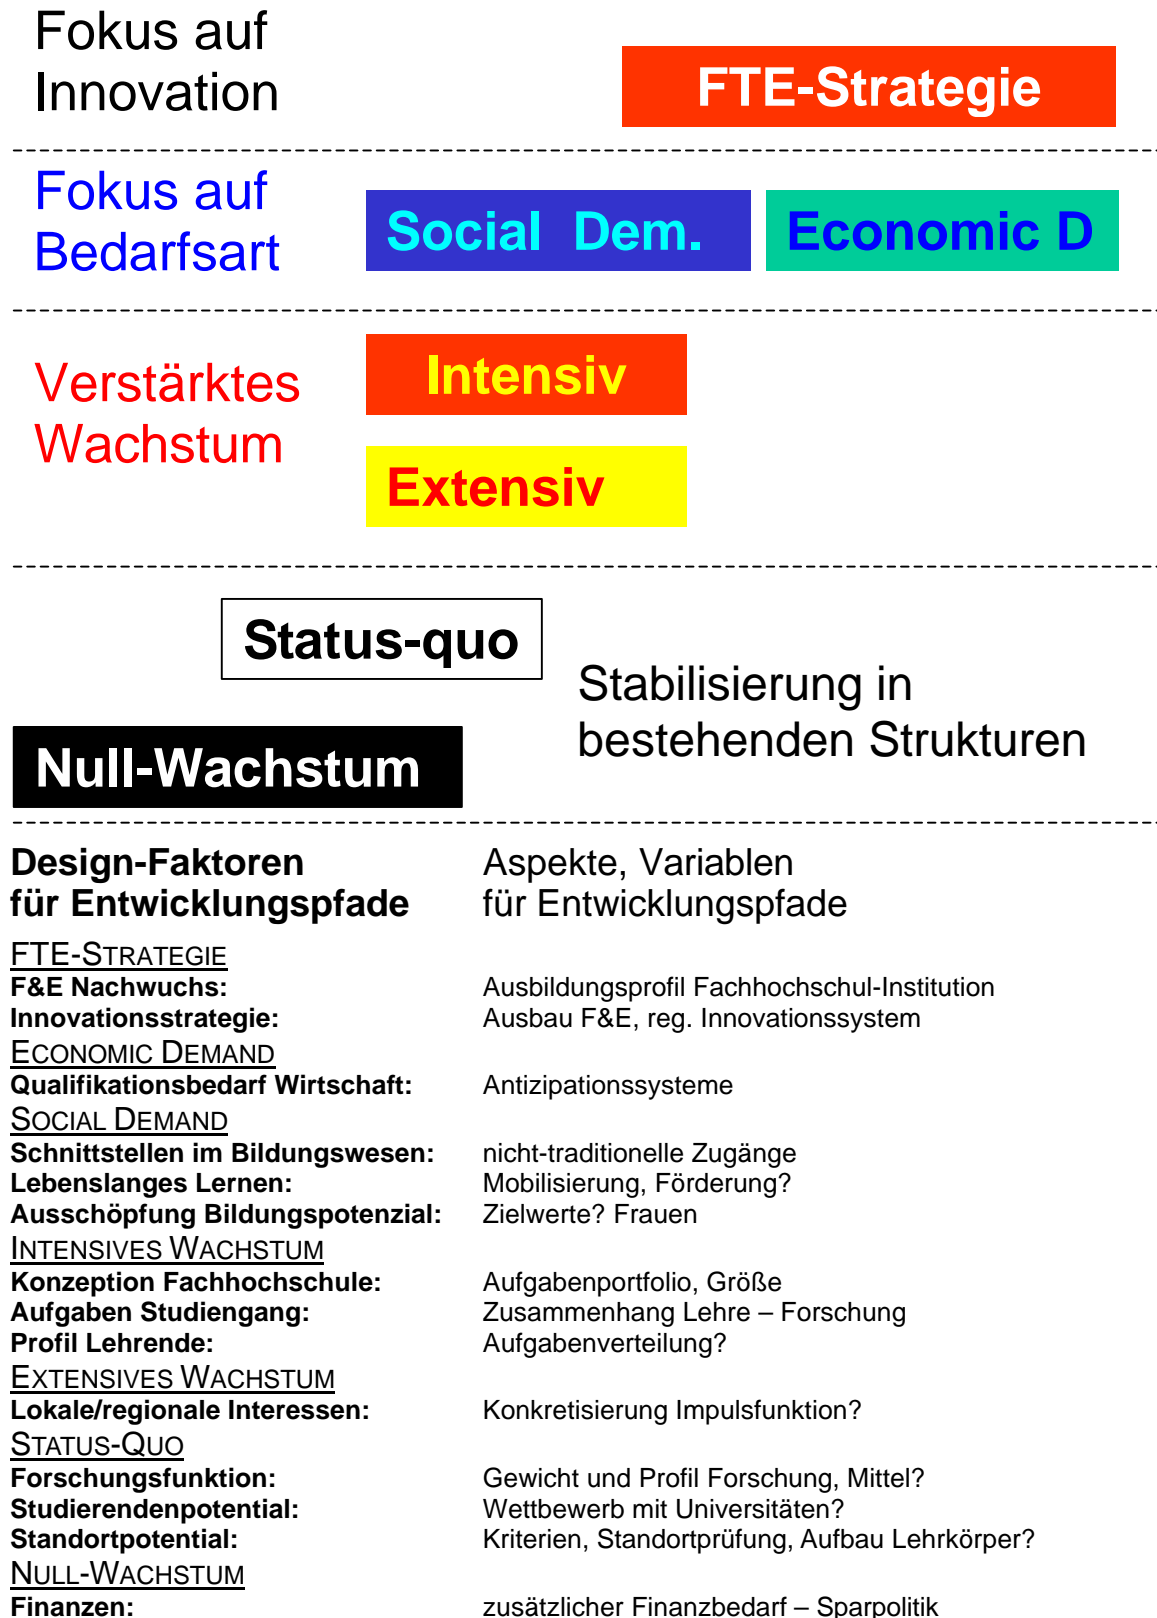 Fokus auf
Innovation
FTE-Strategie
Fokus auf
Bedarfsart
Social Dem.
Economic D
Verstärktes
Wachstum
Intensiv
Extensiv
Status-quo
Stabilisierung in
bestehenden Strukturen
Null-Wachstum
Design-Faktoren Aspekte, Variablen
für Entwicklungspfade für Entwicklungspfade
FTE-STRATEGIE
F&E Nachwuchs: Ausbildungsprofil Fachhochschul-Institution
Innovationsstrategie: Ausbau F&E, reg. Innovationssystem
ECONOMIC DEMAND
Qualifikationsbedarf Wirtschaft: Antizipationssysteme
SOCIAL DEMAND
Schnittstellen im Bildungswesen: nicht-traditionelle Zugänge
Lebenslanges Lernen: Mobilisierung, Förderung?
Ausschöpfung Bildungspotenzial: Zielwerte? Frauen
INTENSIVES WACHSTUM
Konzeption Fachhochschule: Aufgabenportfolio, Größe
Aufgaben Studiengang: Zusammenhang Lehre – Forschung
Profil Lehrende: Aufgabenverteilung?
EXTENSIVES WACHSTUM
Lokale/regionale Interessen: Konkretisierung Impulsfunktion?
STATUS-QUO
Forschungsfunktion: Gewicht und Profil Forschung, Mittel?
Studierendenpotential: Wettbewerb mit Universitäten?
Standortpotential: Kriterien, Standortprüfung, Aufbau Lehrkörper?
NULL-WACHSTUM
Finanzen: zusätzlicher Finanzbedarf – Sparpolitik